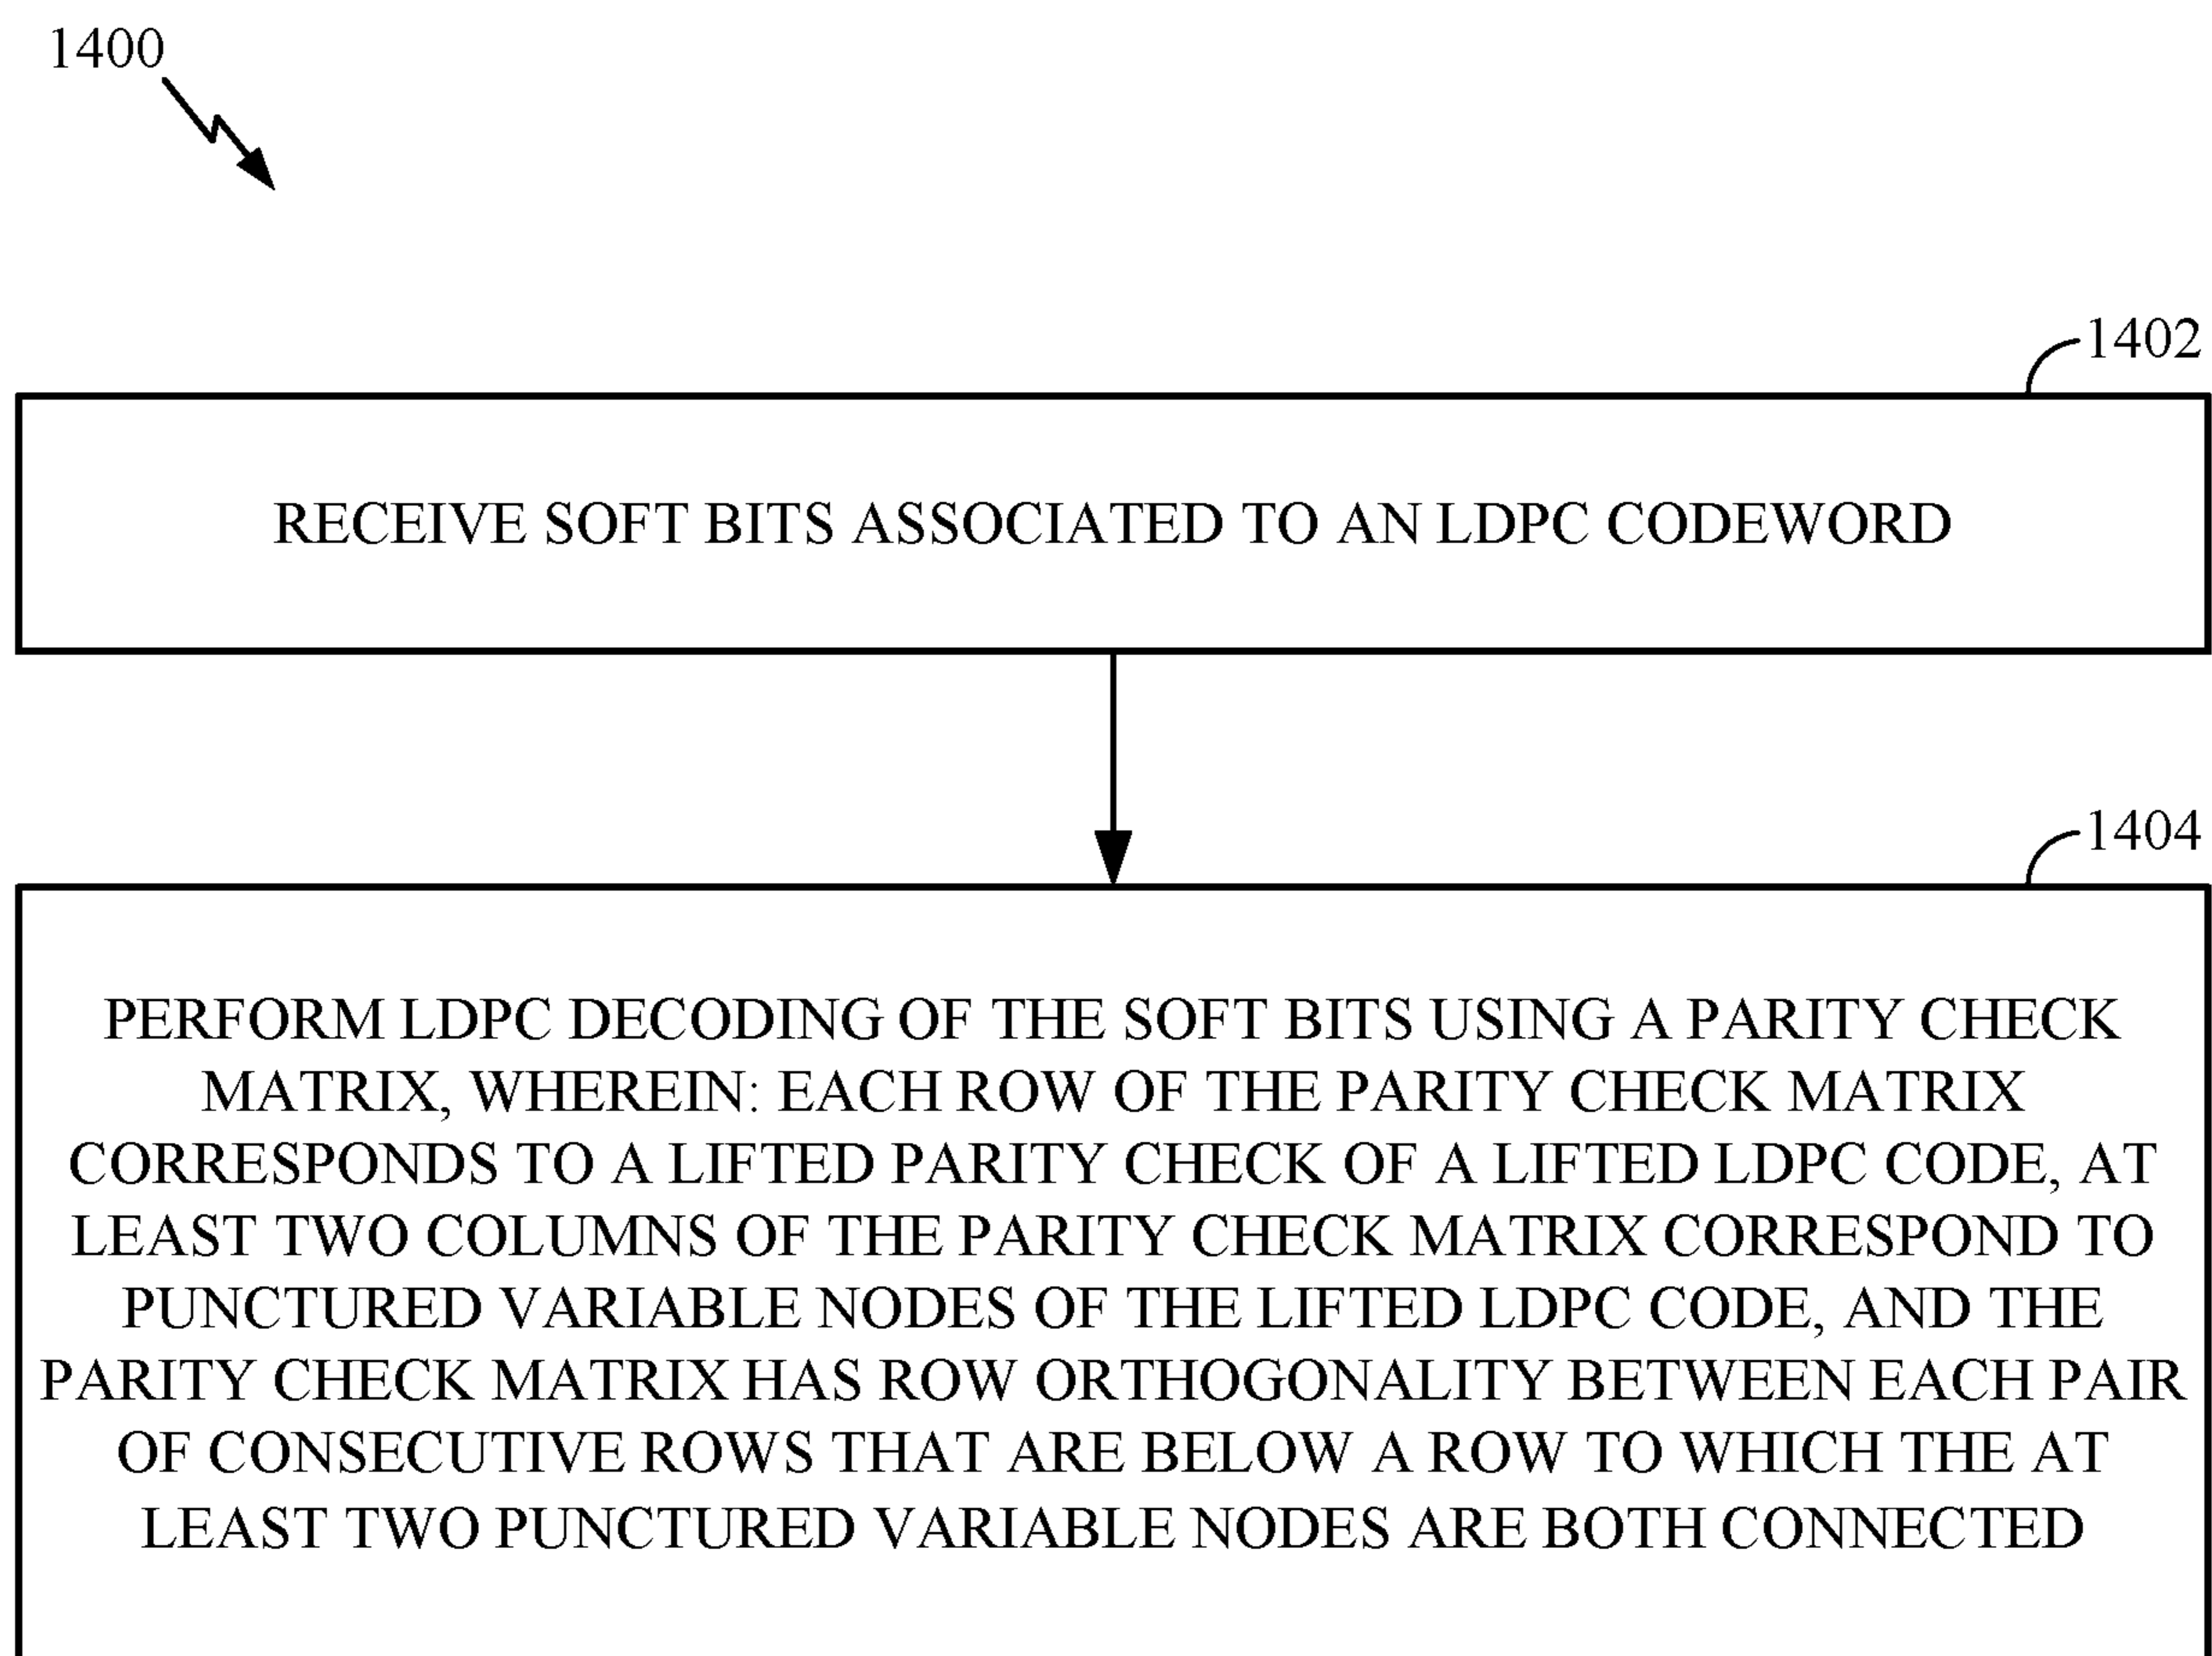 1400
1402
RECEIVE SOFT BITS ASSOCIATED TO AN LDPC CODEWORD
1404
PERFORM LDPC DECODING OF THE SOFT BITS USING A PARITY CHECK
MATRIX, WHEREIN: EACH ROW OF THE PARITY CHECK MATRIX
CORRESPONDS TO A LIFTED PARITY CHECK OF A LIFTED LDPC CODE, AT
LEAST TWO COLUMNS OF THE PARITY CHECK MATRIX CORRESPOND TO
PUNCTURED VARIABLE NODES OF THE LIFTED LDPC CODE, AND THE
PARITY CHECK MATRIX HAS ROW ORTHOGONALITY BETWEEN EACH PAIR
OF CONSECUTIVE ROWS THAT ARE BELOW A ROW TO WHICH THE AT
LEAST TWO PUNCTURED VARIABLE NODES ARE BOTH CONNECTED